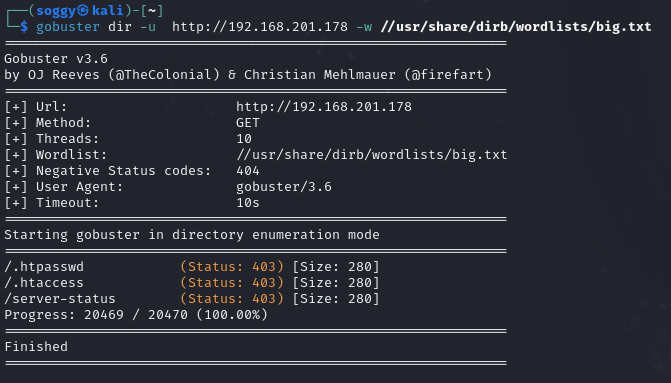 ┌──(soggy㉿kali)-[~]
└─$ gobuster dir -u  http://192.168.201.178 -w //usr/share/dirb/wordlists/big.txt
===============================================================
Gobuster v3.6
by OJ Reeves (@TheColonial) & Christian Mehlmauer (@firefart)
===============================================================
[+] Url:                     http://192.168.201.178
[+] Method:                  GET
[+] Threads:                 10
[+] Wordlist:                //usr/share/dirb/wordlists/big.txt
[+] Negative Status codes:   404
[+] User Agent:              gobuster/3.6
[+] Timeout:                 10s
===============================================================
Starting gobuster in directory enumeration mode
===============================================================
/.htpasswd            (Status: 403) [Size: 280]
/.htaccess            (Status: 403) [Size: 280]
/server-status        (Status: 403) [Size: 280]
Progress: 20469 / 20470 (100.00%)
===============================================================
Finished
===============================================================